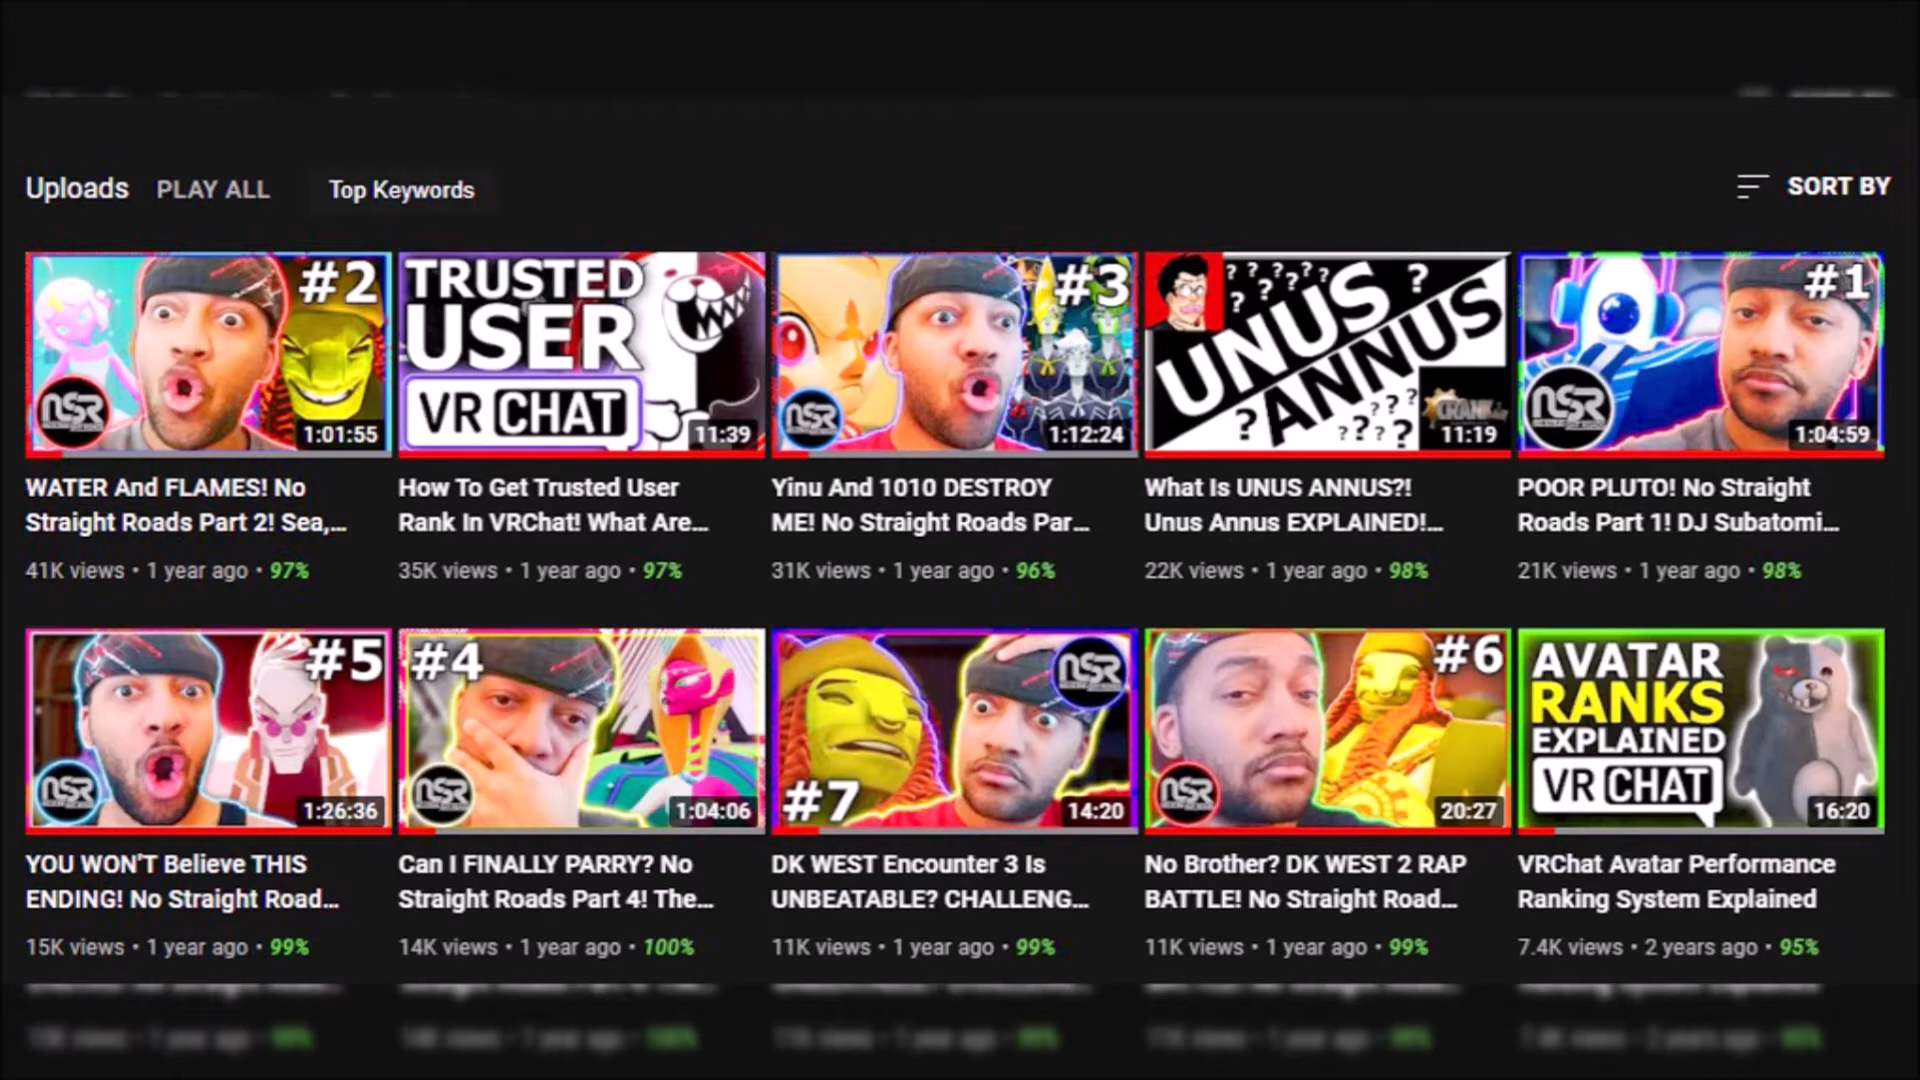 Uploads PLAY ALL Top Keywords SORT BY
#2
NSR
1:01:55
TRUSTED
USER
VR CHAT
11:39
#3
NSR
1:12:24
? ? ? ? ? ? ? ?
UNUS
ANNUS
? ? ? ? ? ? ? ?
CRANK
11:19
#1
NSR
1:04:59
WATER And FLAMES! No
Straight Roads Part 2! Sea,...
41K views • 1 year ago • 97%
How To Get Trusted User
Rank In VRChat! What Are...
35K views • 1 year ago • 97%
Yinu And 1010 DESTROY
ME! No Straight Roads Par...
31K views • 1 year ago • 96%
What Is UNUS ANNUS?!
Unus Annus EXPLAINED!...
22K views • 1 year ago • 98%
POOR PLUTO! No Straight
Roads Part 1! DJ Subatomi...
21K views • 1 year ago • 98%
#5
NSR
1:26:36
#4
NSR
1:04:06
NSR
#7
14:20
#6
NSR
20:27
AVATAR
RANKS
EXPLAINED
VR CHAT
16:20
YOU WON'T Believe THIS
ENDING! No Straight Road...
15K views • 1 year ago • 99%
Can I FINALLY PARRY? No
Straight Roads Part 4! The...
14K views • 1 year ago • 100%
DK WEST Encounter 3 Is
UNBEATABLE? CHALLENG...
11K views • 1 year ago • 99%
No Brother? DK WEST 2 RAP
BATTLE! No Straight Road...
11K views • 1 year ago • 99%
VRChat Avatar Performance
Ranking System Explained
7.4K views • 2 years ago • 95%